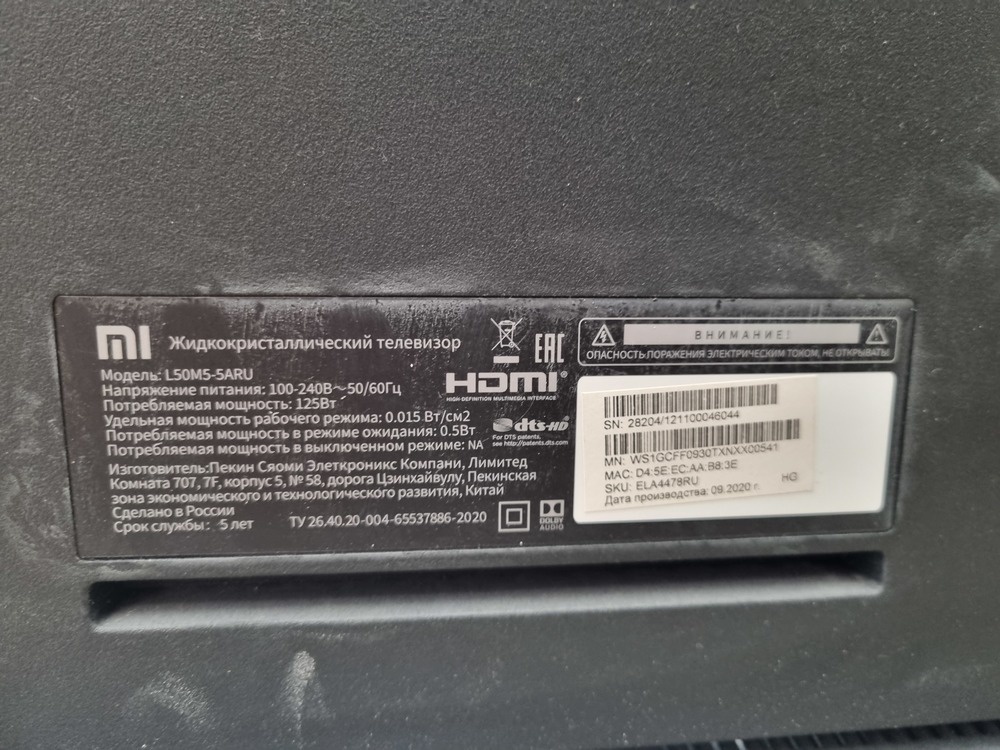 MI Жидкокристаллический телевизор
Модель: L50M5-5ARU
Напряжение питания: 100-240В~50/60Гц
Потребляемая мощность: 125Вт
Удельная мощность рабочего режима: 0.015 Вт/см2
Потребляемая мощность в режиме ожидания: 0.5Вт
Потребляемая мощность в выключенном режиме: NA
Изготовитель:Пекин Сяоми Элеткроникс Компани, Лимитед
Комната 707, 7F, корпус 5, № 58, дорога Цзинхайвулу, Пекинская
зона экономического и технологического развития, Китай
Сделано в России
Срок службы: 5 лет
ТУ 26.40.20-004-65537886-2020
EAC
HDMI®
HIGH-DEFINITION MULTIMEDIA INTERFACE
dts-HD
For DTS patents,
see http://patents.dts.com
DOLBY
AUDIO
ВНИМАНИЕ!
ОПАСНОСТЬ ПОРАЖЕНИЯ ЭЛЕКТРИЧЕСКИМ ТОКОМ, НЕ ОТКРЫВАТЬ!
SN: 28204/121100046044
MN: WS1GCFF0930TXNXX00541
MAC: D4:5E:EC:AA:B8:3E
SKU: ELA4478RU HG
Дата производства: 09.2020 г.